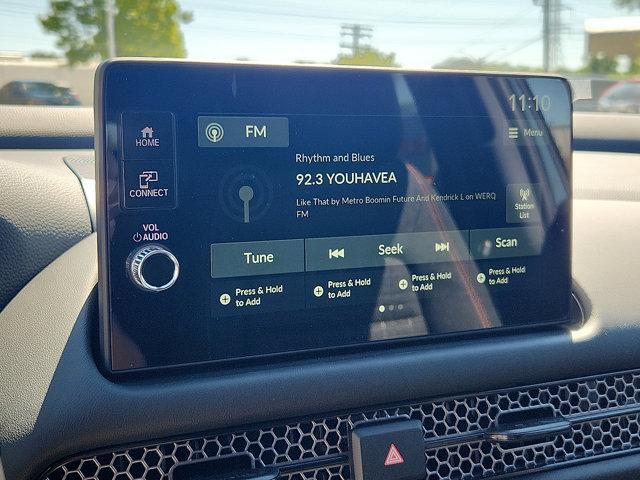 11:10
HOME
FM
Menu
Rhythm and Blues
92.3 YOUHAVEA
CONNECT
Like That by Metro Boomin Future And Kendrick L on WERQ
FM
Station
List
VOL
AUDIO
Tune
Seek
Scan
Press & Hold
to Add
Press & Hold
to Add
Press & Hold
to Add
Press & Hold
to Add